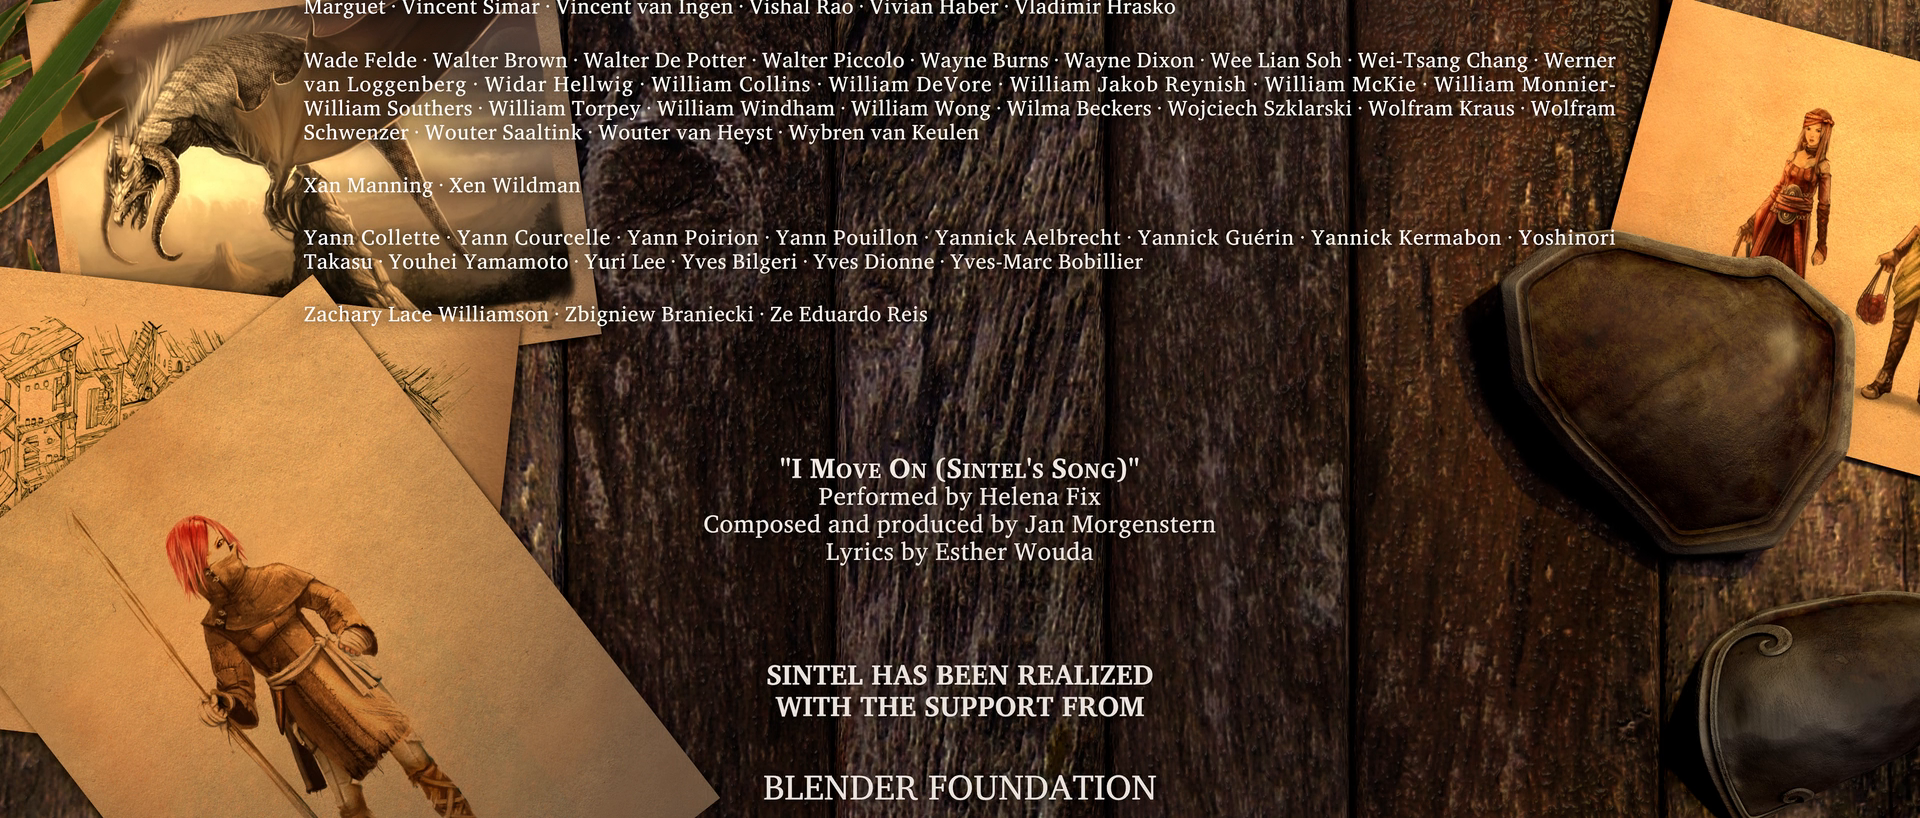 Marguet · Vincent Simar · Vincent van Ingen · Vishal Rao · Vivian Haber · Vladimir Hrasko
Wade Felde · Walter Brown · Walter De Potter · Walter Piccolo · Wayne Burns · Wayne Dixon · Wee Lian Soh · Wei-Tsang Chang · Werner
van Loggenberg · Widar Hellwig · William Collins · William DeVore · William Jakob Reynish · William McKie · William Monnier-
William Southers · William Torpey · William Windham · William Wong · Wilma Beckers · Wojciech Szklarski · Wolfram Kraus · Wolfram
Schwenzer · Wouter Saaltink · Wouter van Heyst · Wybren van Keulen
Xan Manning · Xen Wildman
Yann Collette · Yann Courcelle · Yann Poirion · Yann Pouillon · Yannick Aelbrecht · Yannick Guérin · Yannick Kermabon · Yoshinori
Takasu · Youhei Yamamoto · Yuri Lee · Yves Bilgeri · Yves Dionne · Yves-Marc Bobillier
Zachary Lace Williamson · Zbigniew Braniecki · Ze Eduardo Reis
"I Move On (Sintel's Song)"
Performed by Helena Fix
Composed and produced by Jan Morgenstern
Lyrics by Esther Wouda
SINTEL HAS BEEN REALIZED
WITH THE SUPPORT FROM
BLENDER FOUNDATION